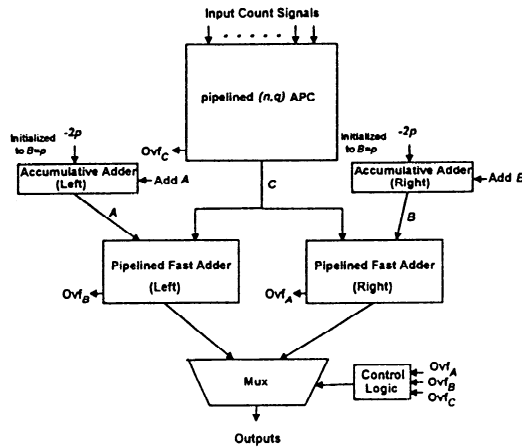 Input Count Signals
pipelined (n,q) APC
Ovf_C
Initialized to B=p
-2p
Accumulative Adder
(Left)
Add A
Initialized to B=p
-2p
Accumulative Adder
(Right)
Add B
A
C
B
Pipelined Fast Adder
(Left)
Ovf_B
Pipelined Fast Adder
(Right)
Ovf_A
Mux
Control
Logic
Ovf_A
Ovf_B
Ovf_C
Outputs